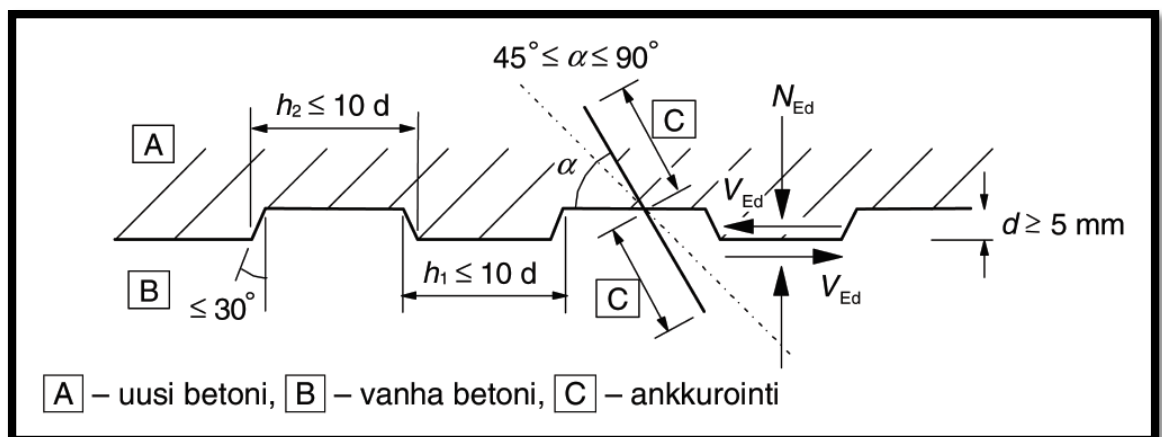 45° ≤ α ≤ 90°
h₂ ≤ 10 d
N_Ed
A
C
α
V_Ed
d ≥ 5 mm
B
≤ 30°
h₁ ≤ 10 d
C
V_Ed
A – uusi betoni, B – vanha betoni, C – ankkurointi